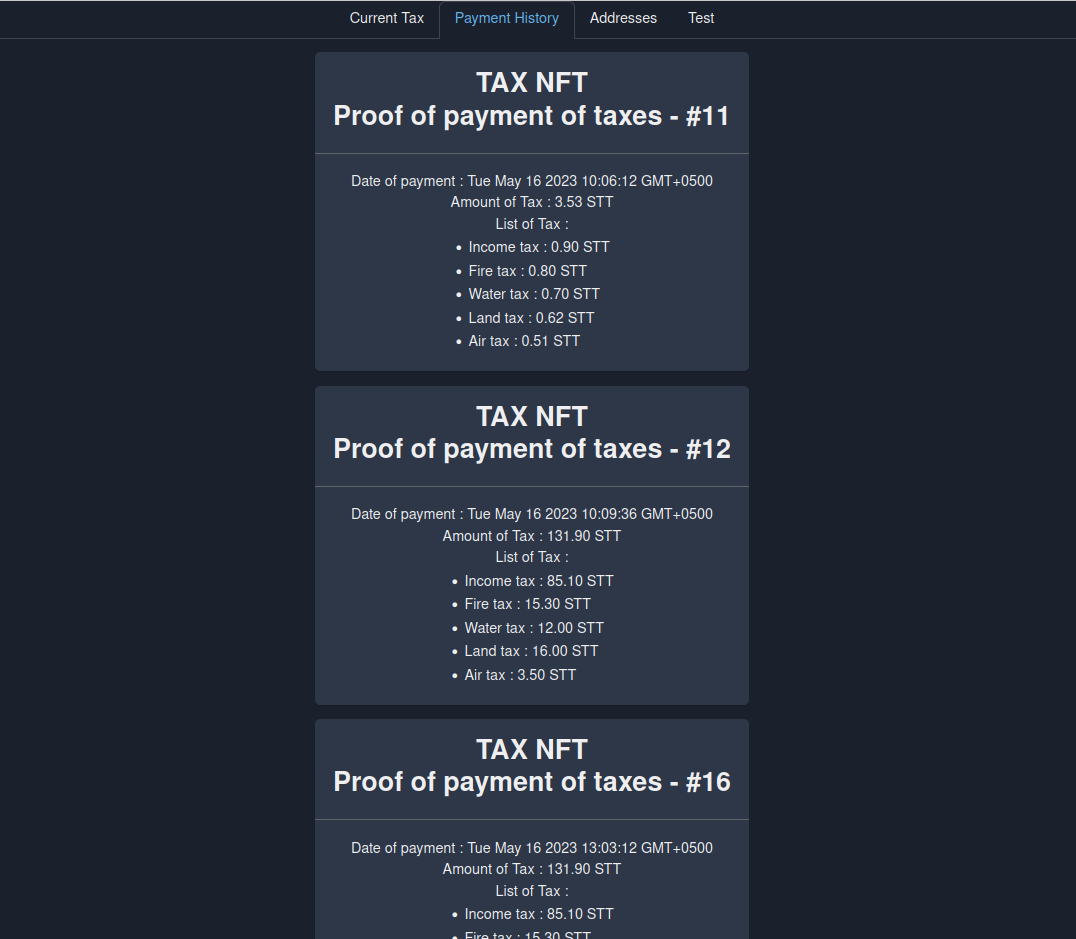 Current Tax Payment History Addresses Test
TAX NFT
Proof of payment of taxes - #11
Date of payment : Tue May 16 2023 10:06:12 GMT+0500
Amount of Tax : 3.53 STT
List of Tax :
• Income tax : 0.90 STT
• Fire tax : 0.80 STT
• Water tax : 0.70 STT
• Land tax : 0.62 STT
• Air tax : 0.51 STT
TAX NFT
Proof of payment of taxes - #12
Date of payment : Tue May 16 2023 10:09:36 GMT+0500
Amount of Tax : 131.90 STT
List of Tax :
• Income tax : 85.10 STT
• Fire tax : 15.30 STT
• Water tax : 12.00 STT
• Land tax : 16.00 STT
• Air tax : 3.50 STT
TAX NFT
Proof of payment of taxes - #16
Date of payment : Tue May 16 2023 13:03:12 GMT+0500
Amount of Tax : 131.90 STT
List of Tax :
• Income tax : 85.10 STT
• Fire tax : 15.30 STT